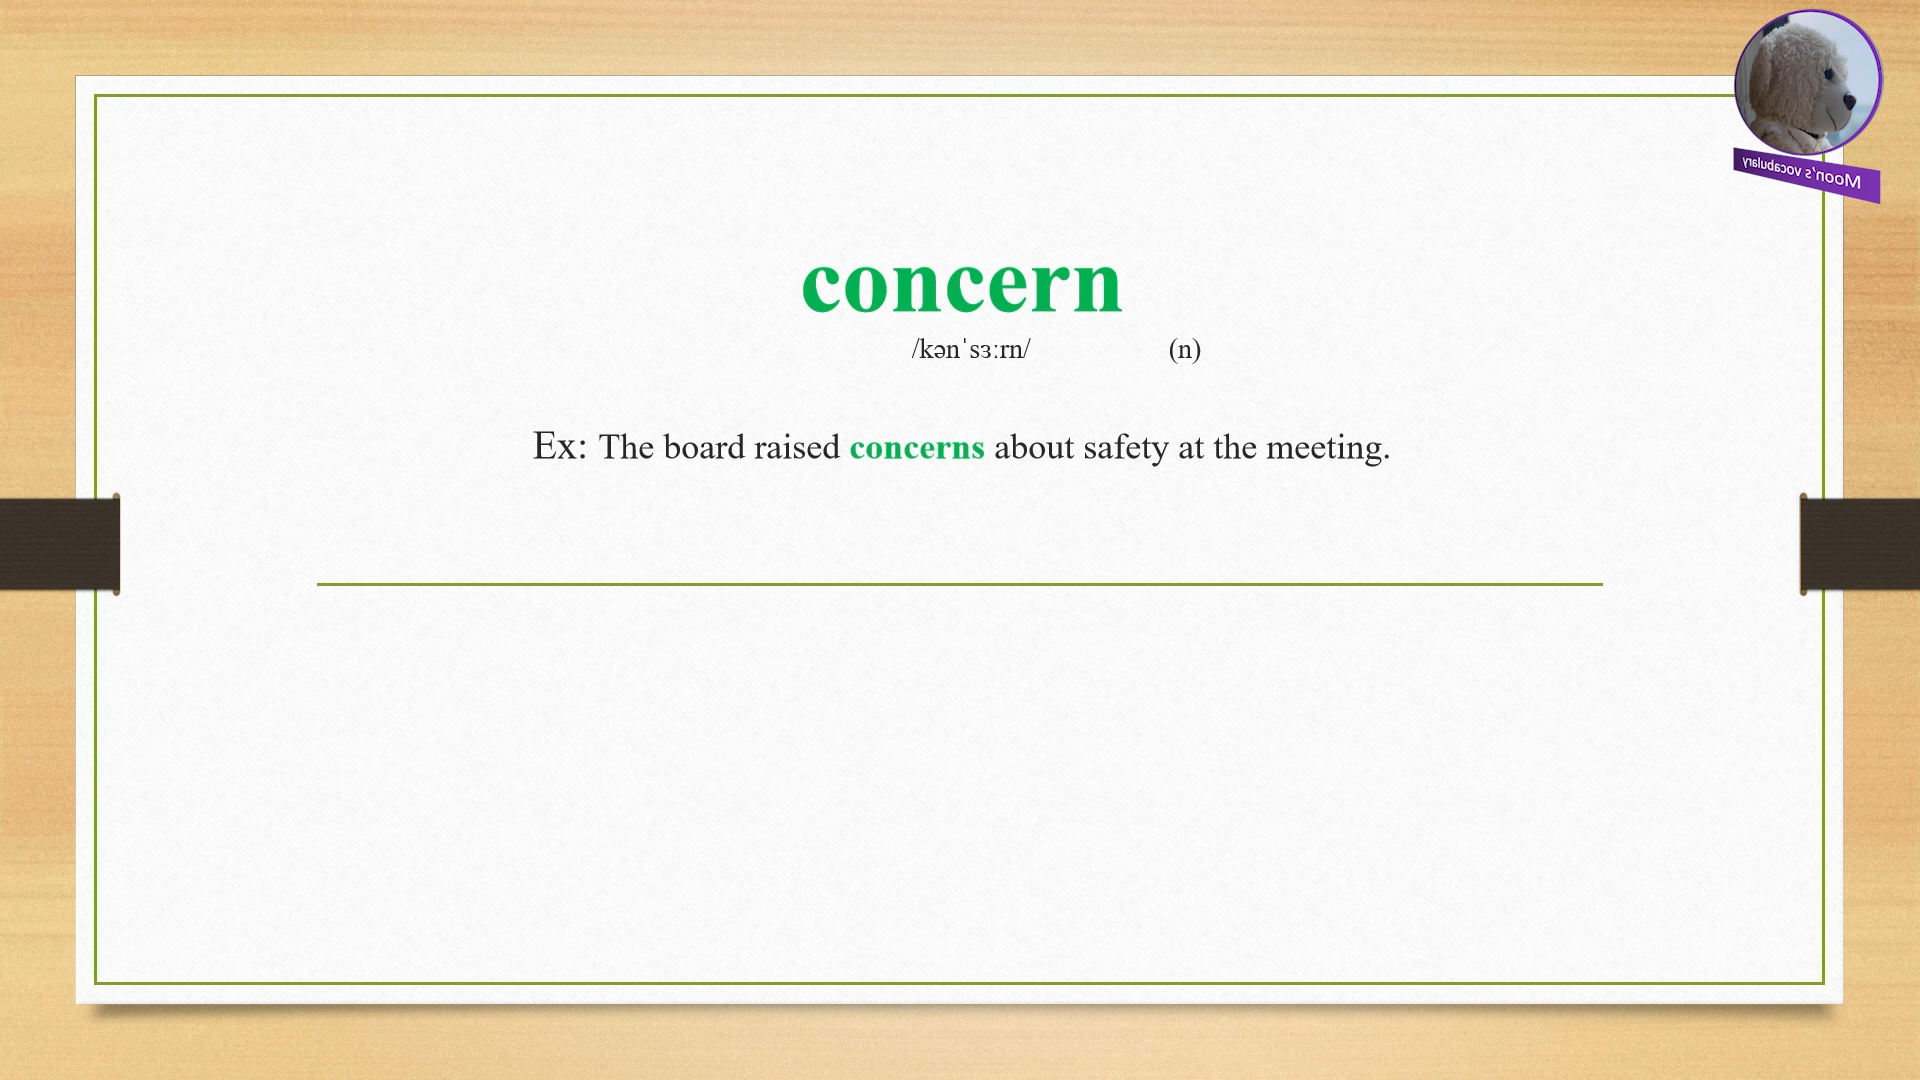 Moon's vocabulary
concern
/kənˈsɜːrn/ (n)
Ex: The board raised concerns about safety at the meeting.